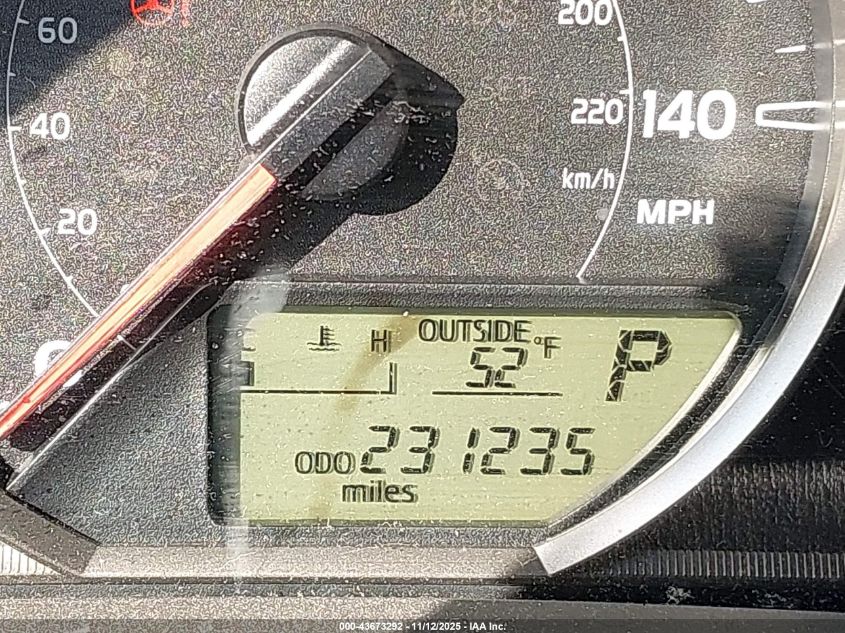 60
200
40
220
140
km/h
20
MPH
0
C H OUTSIDE 52 °F P
ODO 231235
miles
000-43673292 - 11/12/2025 - IAA Inc.